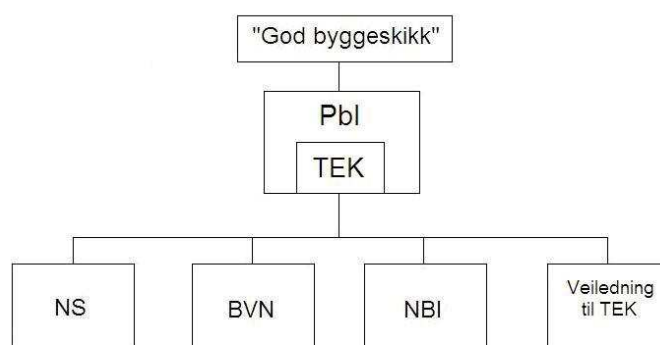 "God byggeskikk"
Pbl
TEK
NS
BVN
NBI
Veiledning
til TEK